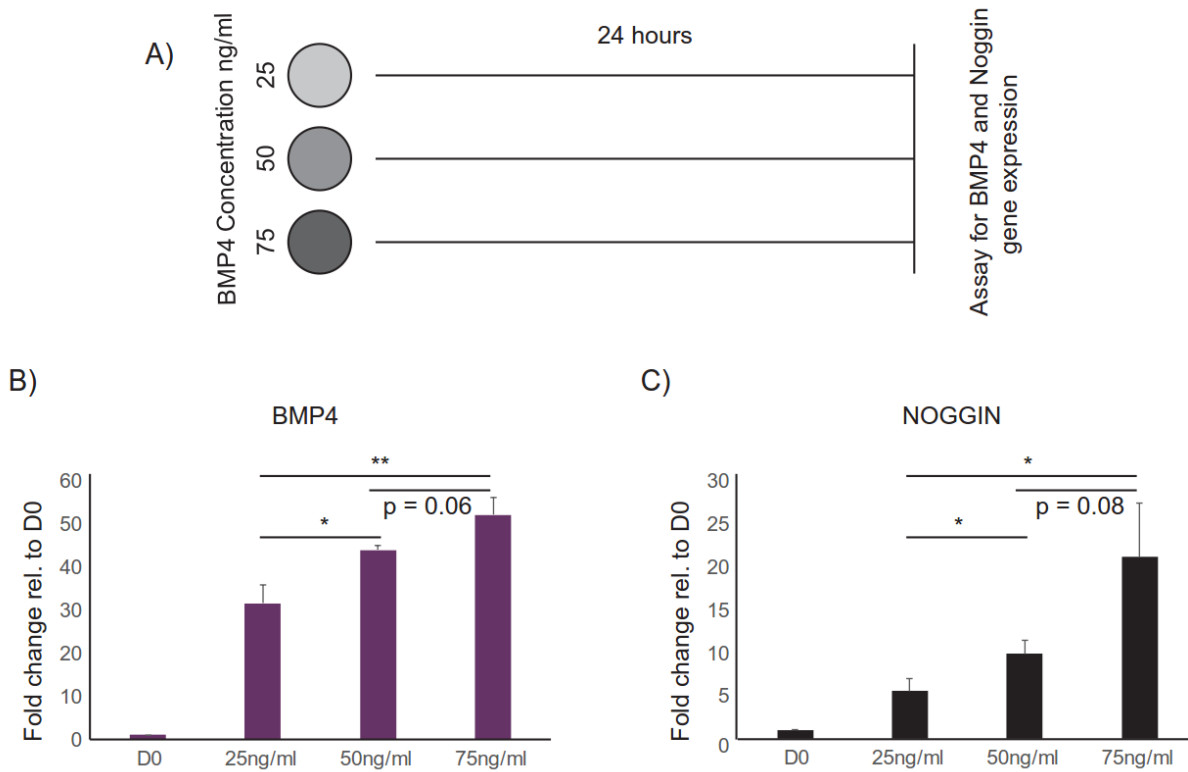 A)
BMP4 Concentration ng/ml
25
50
75
24 hours
Assay for BMP4 and Noggin
gene expression
B)
BMP4
Fold change rel. to D0
60
50
40
30
20
10
0
**
*
p = 0.06
D0
25ng/ml
50ng/ml
75ng/ml
C)
NOGGIN
Fold change rel. to D0
30
25
20
15
10
5
0
*
*
p = 0.08
D0
25ng/ml
50ng/ml
75ng/ml